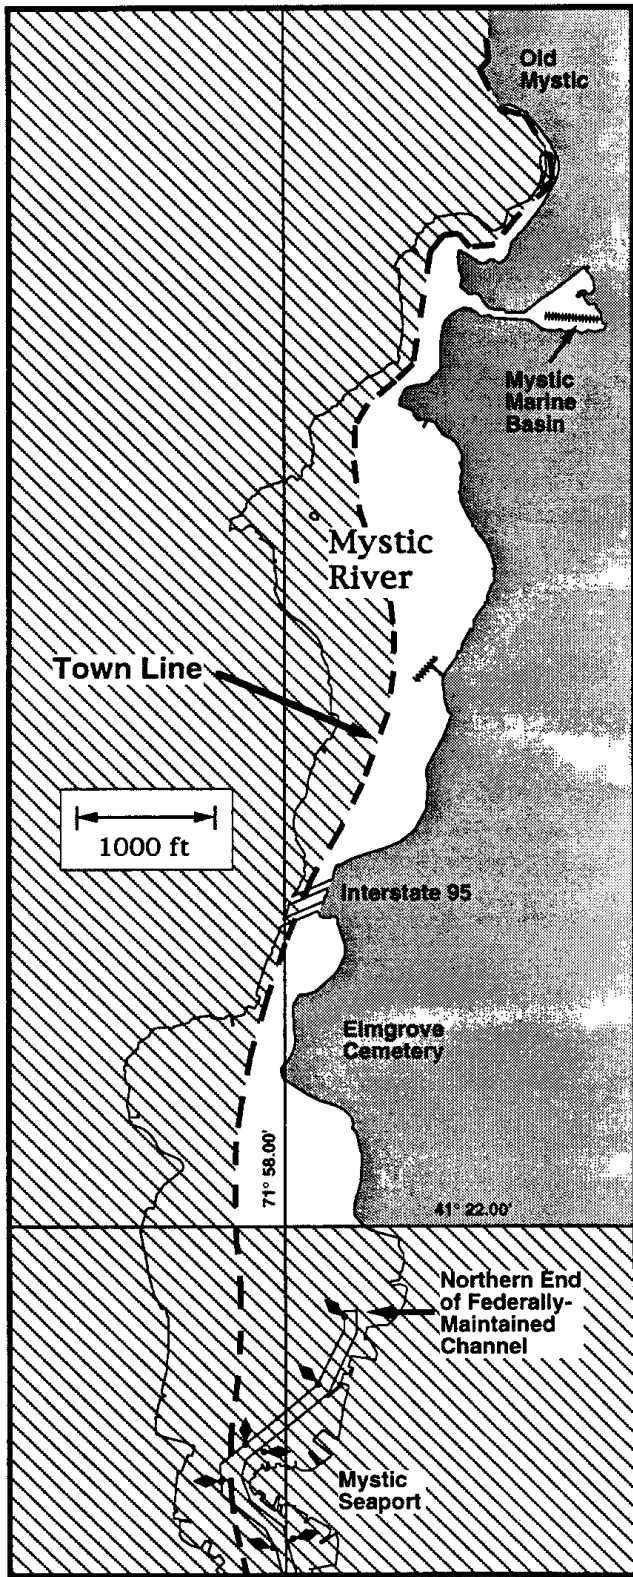 Old
Mystic
Mystic
Marine
Basin
Mystic
River
Town Line
1000 ft
Interstate 95
Elmgrove
Cemetery
71° 58.00'
41° 22.00'
Northern End
of Federally-
Maintained
Channel
Mystic
Seaport